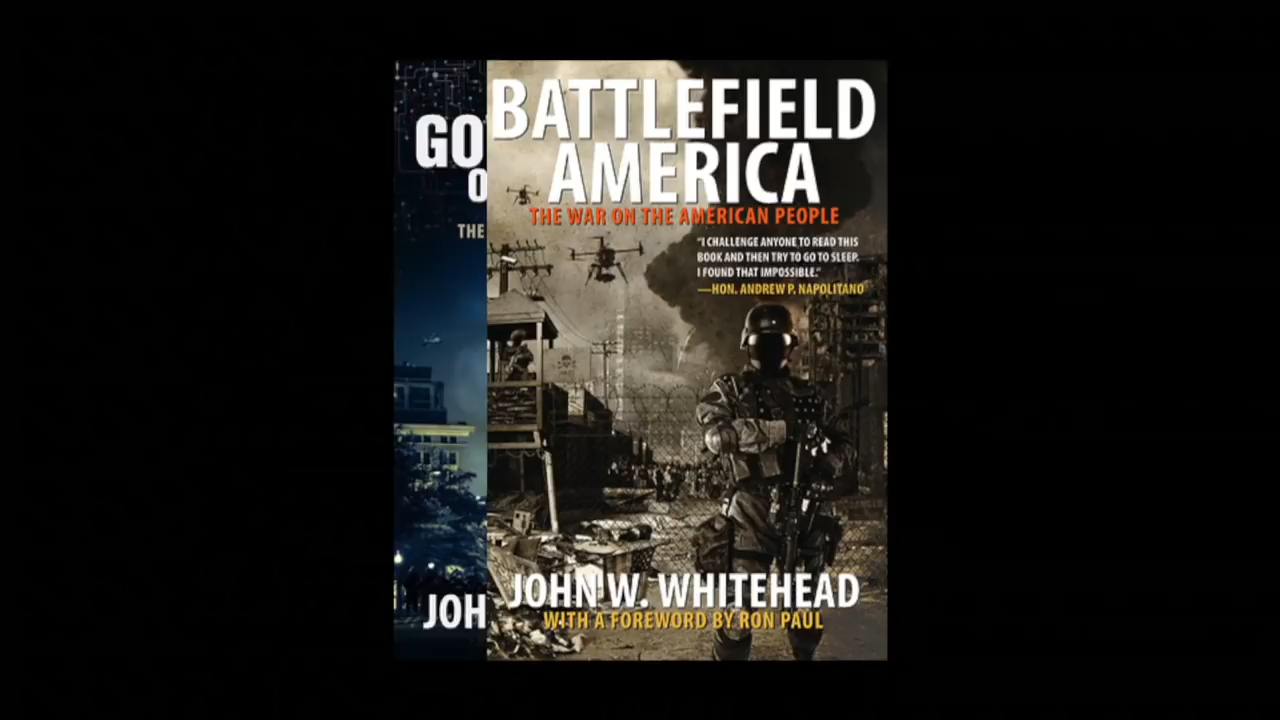 GO
O
THE
JOH
BATTLEFIELD
AMERICA
THE WAR ON THE AMERICAN PEOPLE
"I CHALLENGE ANYONE TO READ THIS
BOOK AND THEN TRY TO GO TO SLEEP.
I FOUND THAT IMPOSSIBLE."
—HON. ANDREW P. NAPOLITANO
JOHN W. WHITEHEAD
WITH A FOREWORD BY RON PAUL